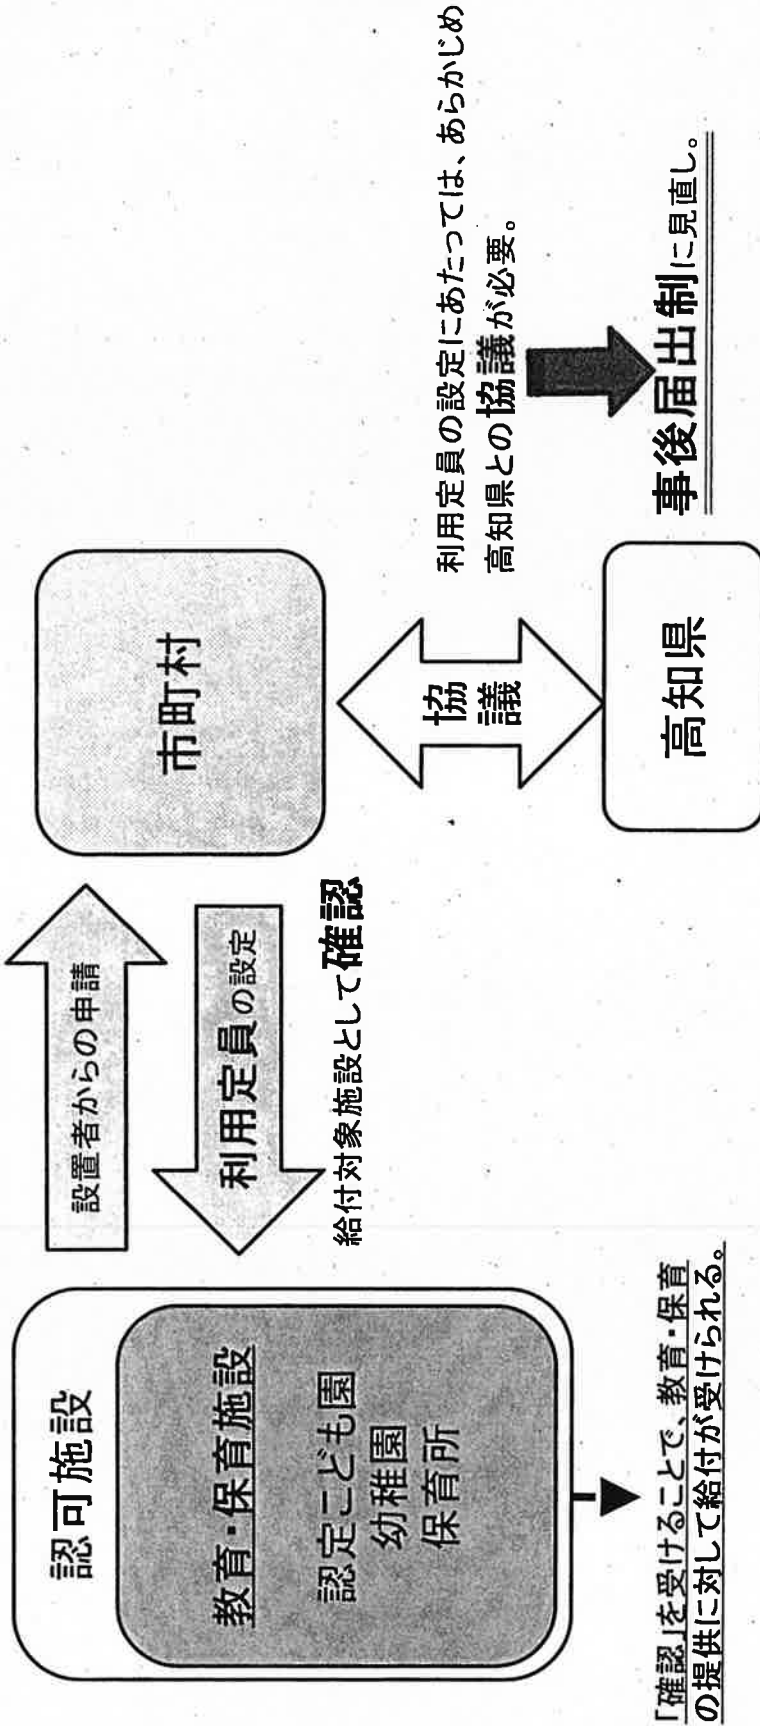 認可施設
教育・保育施設
認定こども園
幼稚園
保育所
「確認」を受けることで、教育・保育
の提供に対して給付が受けられる。
設置者からの申請
利用定員の設定
給付対象施設として確認
市町村
協
議
高知県
利用定員の設定にあたっては、あらかじめ
高知県との協議が必要。
事後届出制に見直し。